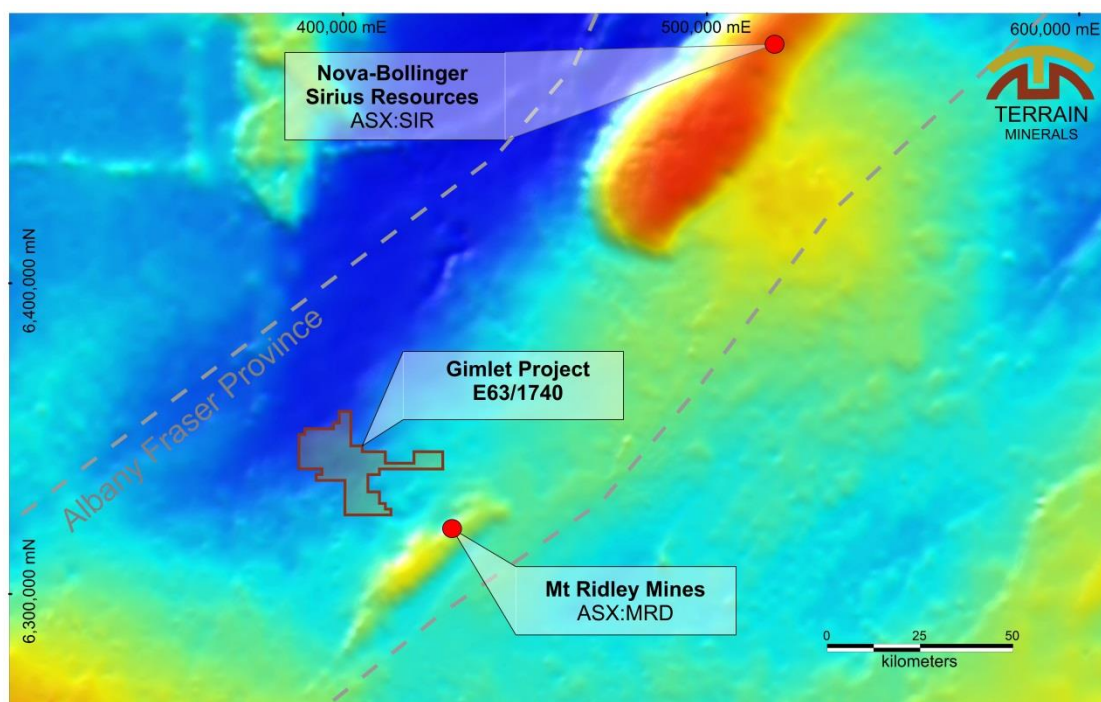 400,000 mE
500,000 mE
600,000 mE
Nova-Bollinger
Sirius Resources
ASX:SIR
TERRAIN
MINERALS
6,400,000 mN
Albany Fraser Province
Gimlet Project
E63/1740
6,300,000 mN
Mt Ridley Mines
ASX:MRD
0 25 50
kilometers